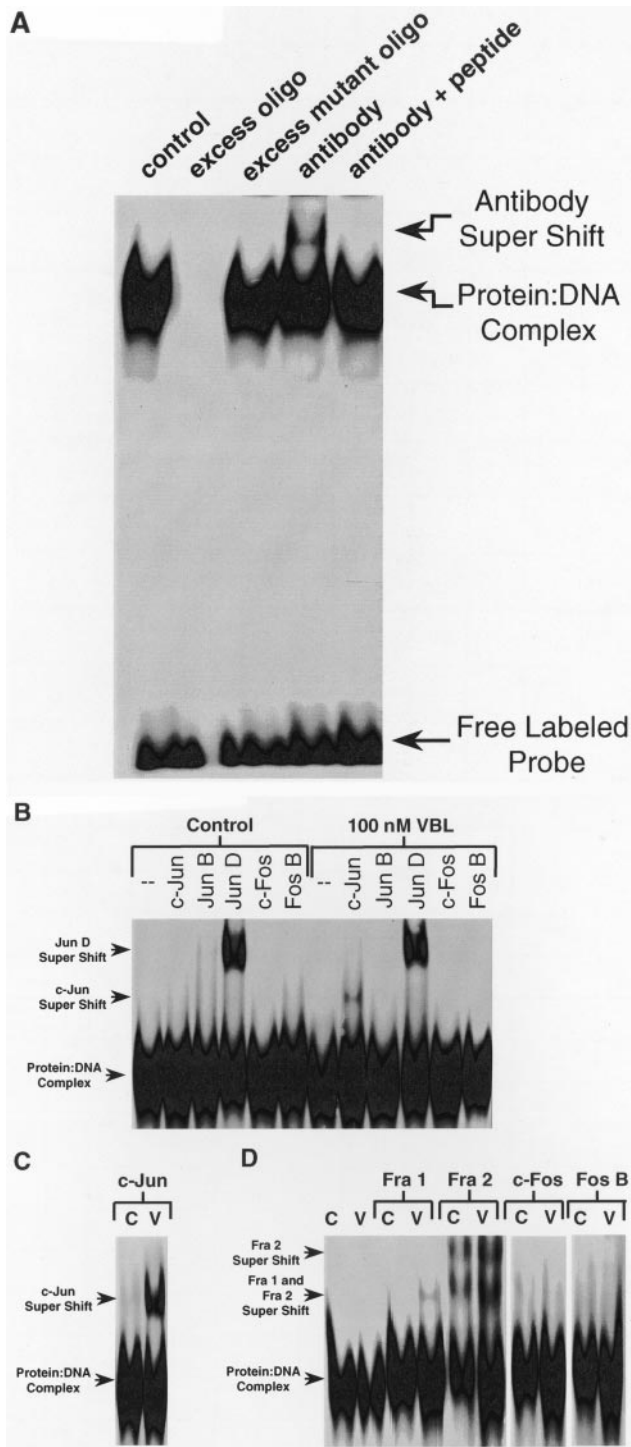 A
control
excess oligo
excess mutant oligo
antibody
antibody + peptide
Antibody
Super Shift
Protein:DNA
Complex
Free Labeled
Probe
B
Control
100 nM VBL
--
c-Jun
Jun B
Jun D
c-Fos
Fos B
--
c-Jun
Jun B
Jun D
c-Fos
Fos B
Jun D
Super Shift
c-Jun
Super Shift
Protein:DNA
Complex
C
c-Jun
C V
c-Jun
Super Shift
Protein:DNA
Complex
D
Fra 1 Fra 2 c-Fos Fos B
C V C V C V C V C V
Fra 2
Super Shift
Fra 1 and
Fra 2
Super Shift
Protein:DNA
Complex